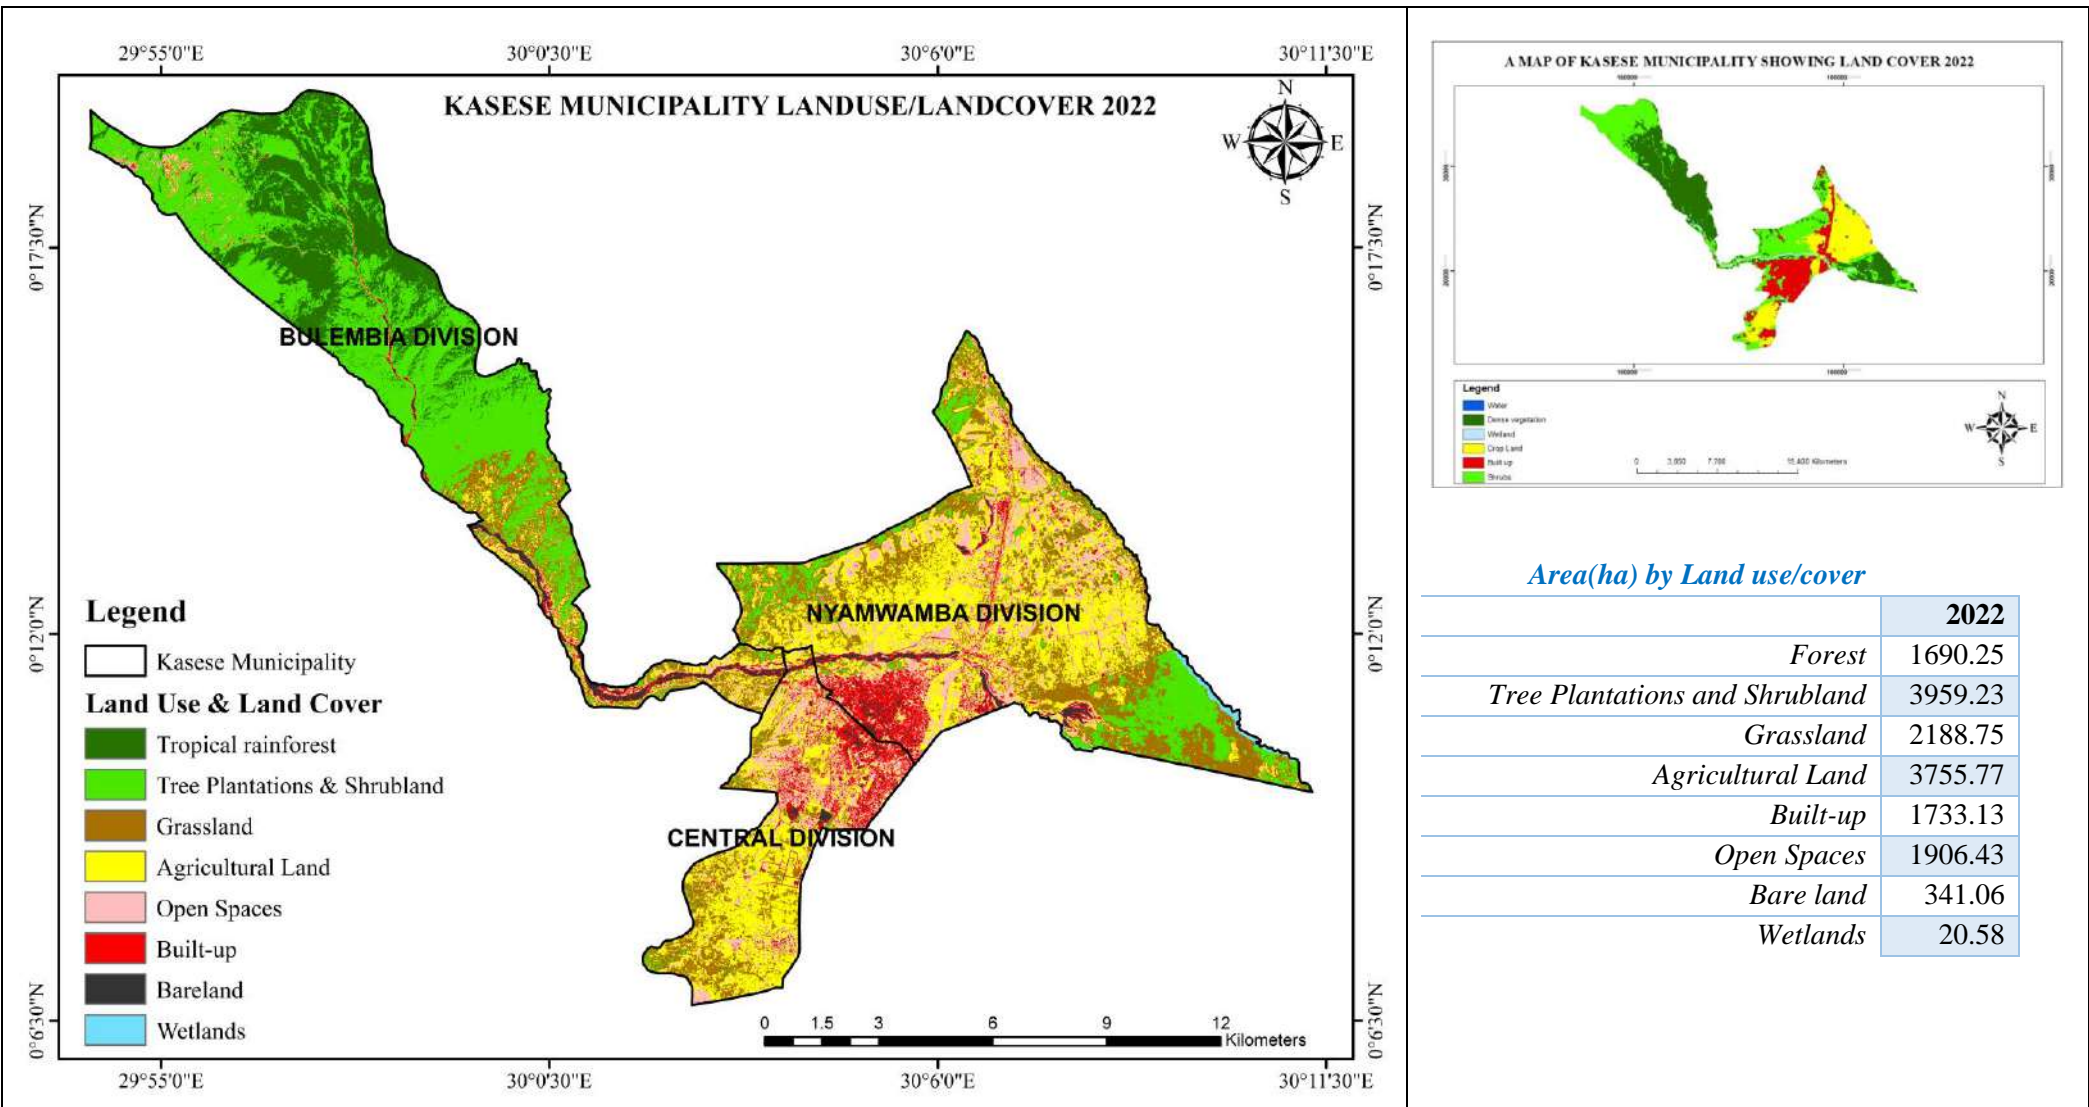 29°55'0"E 30°0'30"E 30°6'0"E 30°11'30"E
KASESE MUNICIPALITY LANDUSE/LANDCOVER 2022
N
W E
S
0°17'30"N 0°17'30"N
BULEMBIA DIVISION
NYAMWAMBA DIVISION
0°12'0"N 0°12'0"N
CENTRAL DIVISION
Legend
Kasese Municipality
Land Use & Land Cover
Tropical rainforest
Tree Plantations & Shrubland
Grassland
Agricultural Land
Open Spaces
Built-up
Bareland
Wetlands
0°6'30"N 0°6'30"N
0 1.5 3 6 9 12
Kilometers
29°55'0"E 30°0'30"E 30°6'0"E 30°11'30"E
A MAP OF KASESE MUNICIPALITY SHOWING LAND COVER 2022
Legend
Water
Dense vegetation
Wetland
Crop Land
Built up
Shrubs
N
W E
S
0 Kilometers
Area(ha) by Land use/cover
2022
Forest 1690.25
Tree Plantations and Shrubland 3959.23
Grassland 2188.75
Agricultural Land 3755.77
Built-up 1733.13
Open Spaces 1906.43
Bare land 341.06
Wetlands 20.58